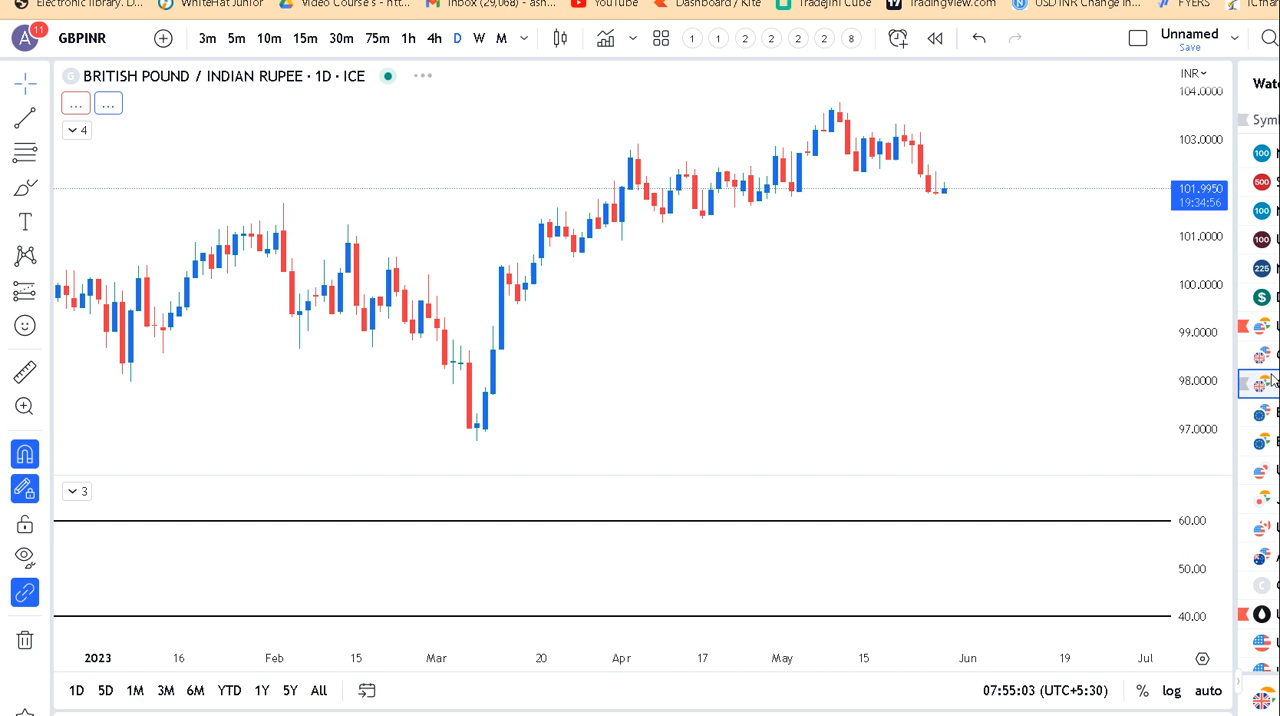 Electronic library. D...
WhiteHat Junior
Video Course's - htt...
YouTube
Dashboard / Kite
TradeJini Cube
TradingView.com
USD INR Change in...
FYERS
A
11
GBPINR
3m 5m 10m 15m 30m 75m 1h 4h D W M
1 1 2 2 2 2 8
Unnamed
Save
G BRITISH POUND / INDIAN RUPEE · 1D · ICE
INR
Symb
4
104.0000
103.0000
101.9950
19:34:56
101.0000
100.0000
99.0000
98.0000
97.0000
100
500
100
100
225
3
60.00
50.00
40.00
2023 16 Feb 15 Mar 20 Apr 17 May 15 Jun 19 Jul
1D 5D 1M 3M 6M YTD 1Y 5Y All
07:55:03 (UTC+5:30)
% log auto